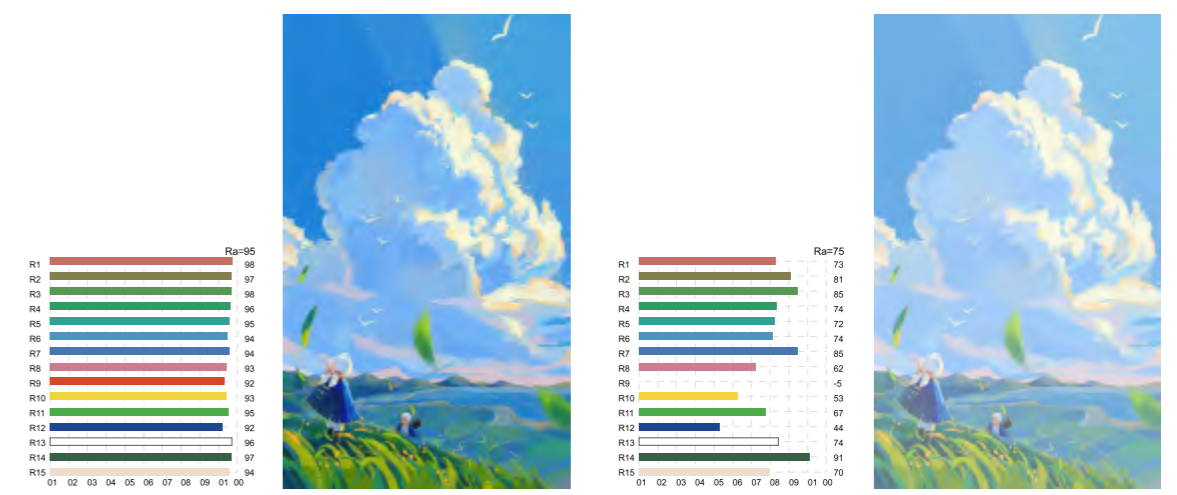 Ra=95
R1 98
R2 97
R3 98
R4 96
R5 95
R6 94
R7 94
R8 93
R9 92
R10 93
R11 95
R12 92
R13 96
R14 97
R15 94
01 02 03 04 05 06 07 08 09 01 00
Ra=75
R1 73
R2 81
R3 85
R4 74
R5 72
R6 74
R7 85
R8 62
R9 -5
R10 53
R11 67
R12 44
R13 74
R14 91
R15 70
01 02 03 04 05 06 07 08 09 01 00